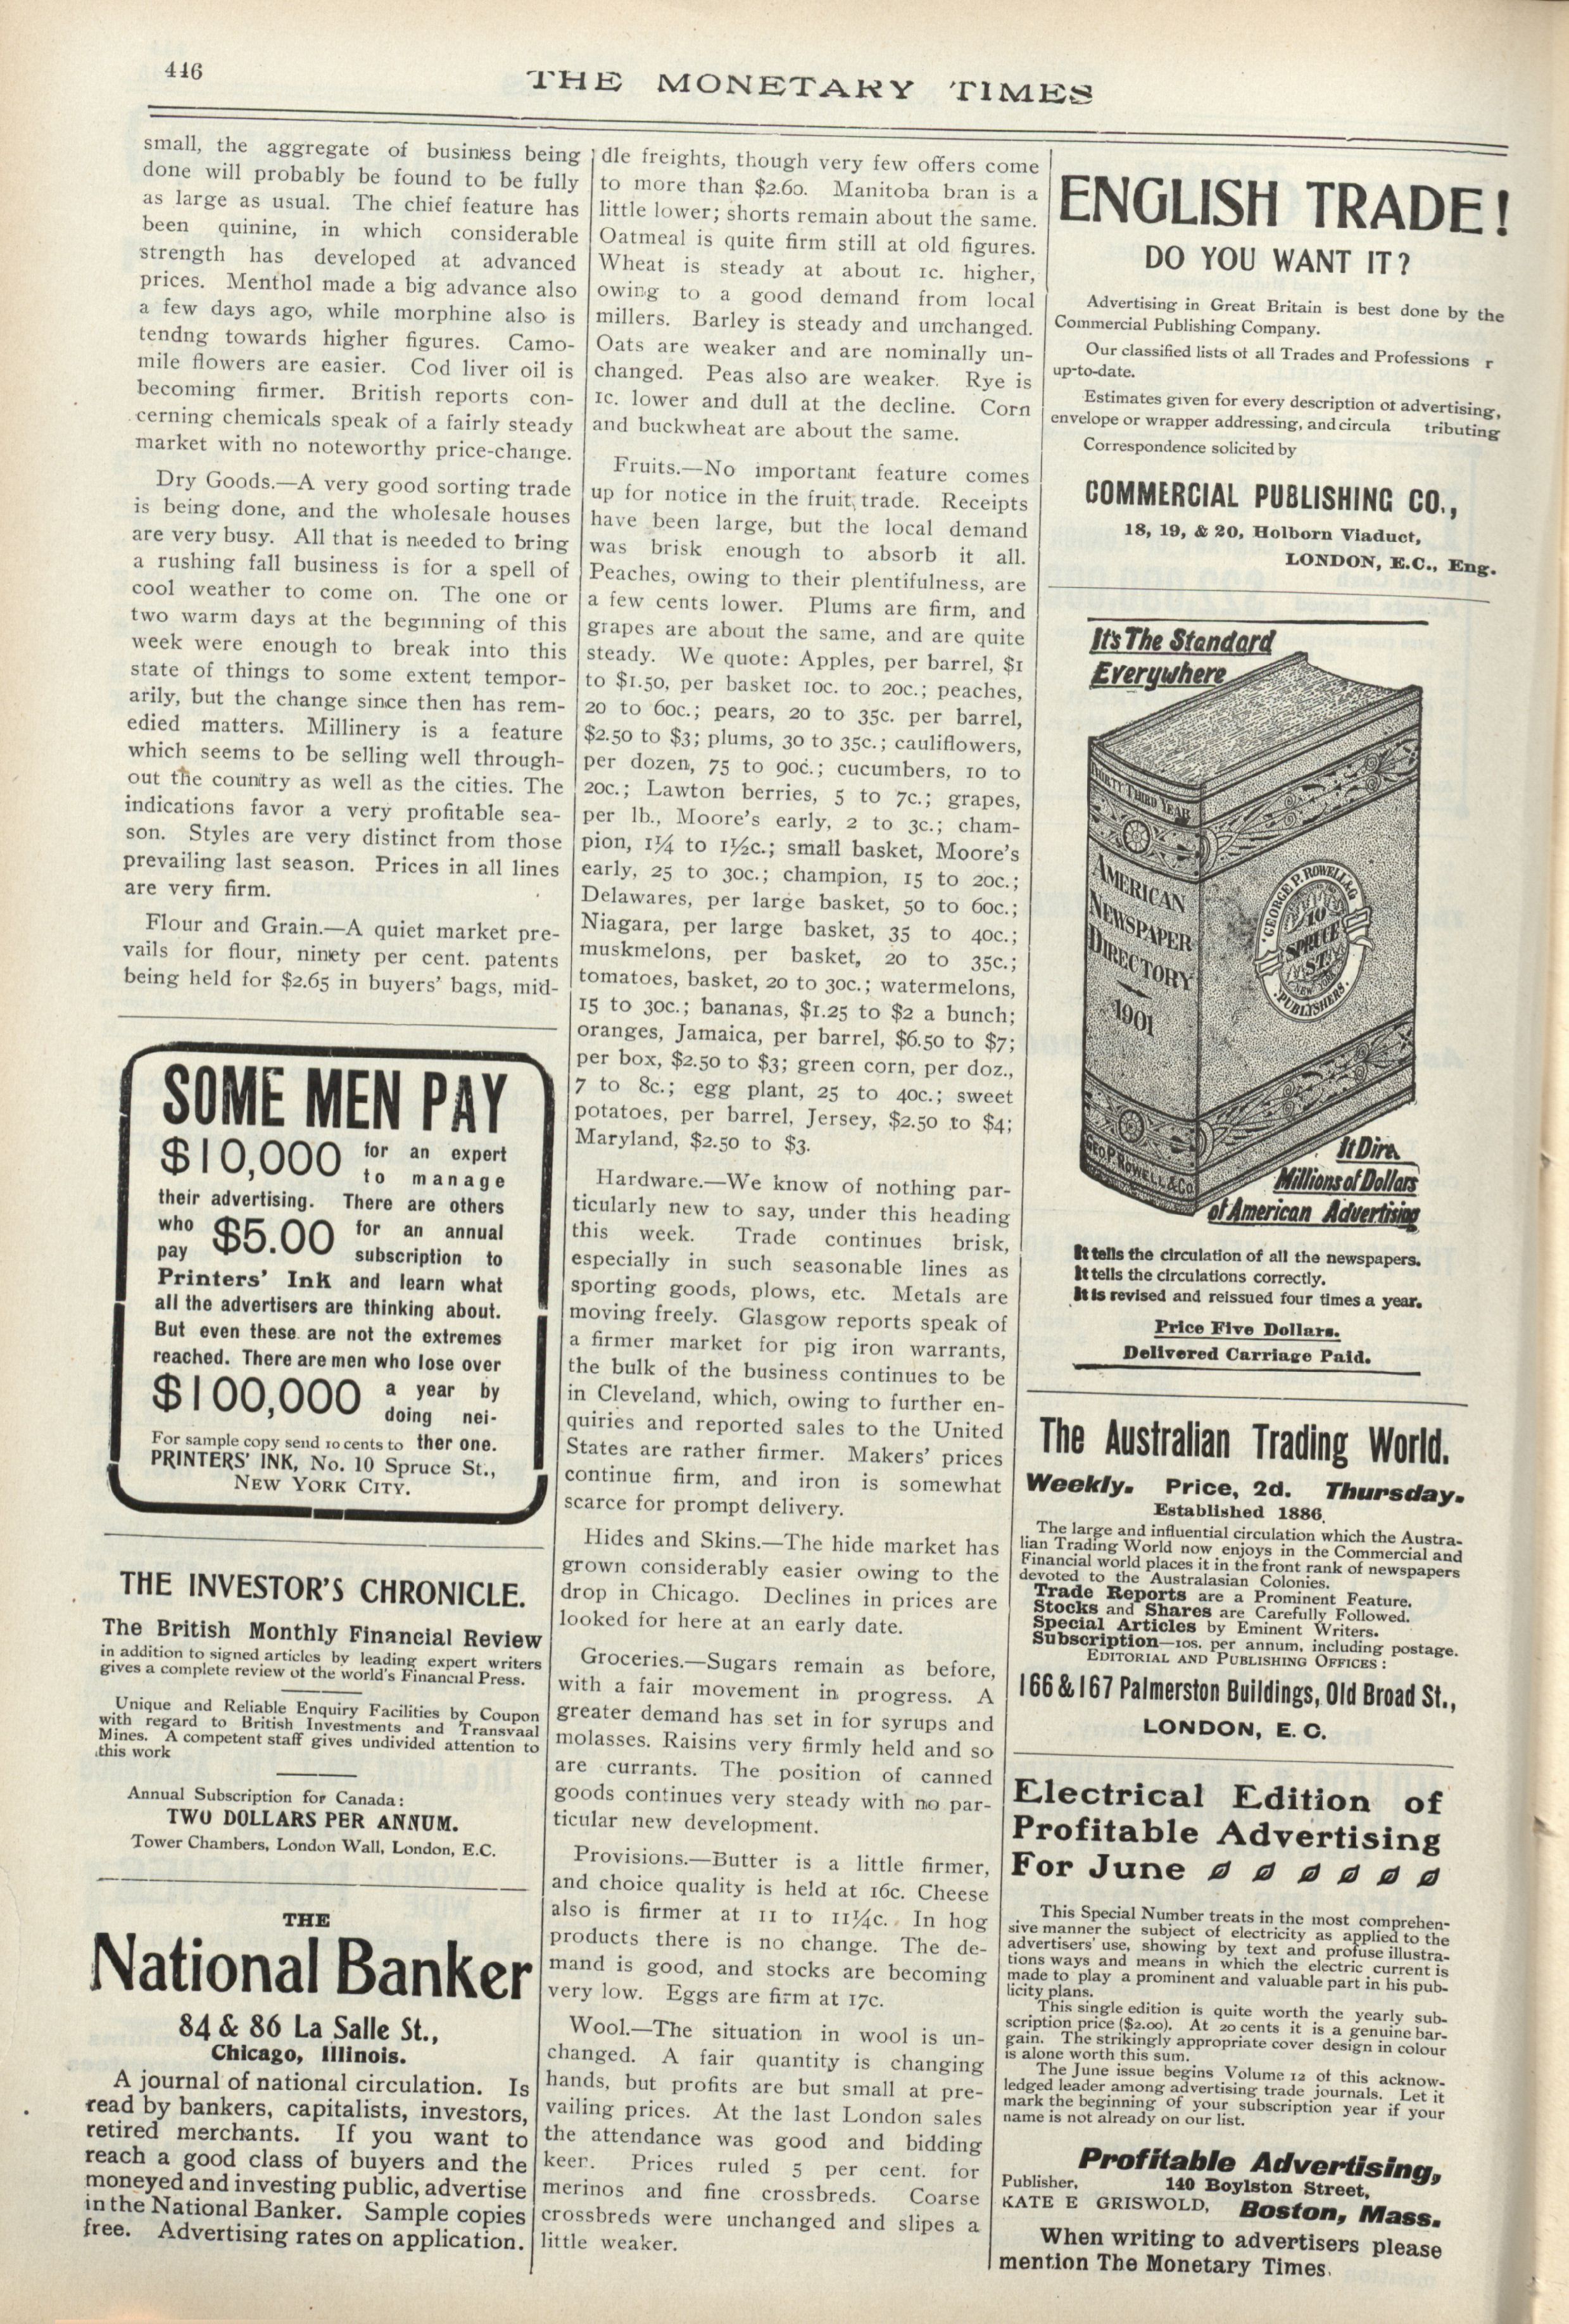 446
THE MONETARY TIMES
small, the aggregate of business being
done will probably be found to be fully
as large as usual. The chief feature has
been quinine, in which considerable
strength has developed at advanced
prices. Menthol made a big advance also
a few days ago, while morphine also is
tendng towards higher figures. Camo-
mile flowers are easier. Cod liver oil is
becoming firmer. British reports con-
cerning chemicals speak of a fairly steady
market with no noteworthy price-change.
Dry Goods.—A very good sorting trade
is being done, and the wholesale houses
are very busy. All that is needed to bring
a rushing fall business is for a spell of
cool weather to come on. The one or
two warm days at the beginning of this
week were enough to break into this
state of things to some extent tempor-
arily, but the change since then has rem-
edied matters. Millinery is a feature
which seems to be selling well through-
out the country as well as the cities. The
indications favor a very profitable sea-
son. Styles are very distinct from those
prevailing last season. Prices in all lines
are very firm.
Flour and Grain.—A quiet market pre-
vails for flour, ninety per cent. patents
being held for $2.65 in buyers' bags, mid-
SOME MEN PAY
$10,000 for an expert
to manage
their advertising. There are others
who
pay $5.00 for an annual
subscription to
Printers' Ink and learn what
all the advertisers are thinking about.
But even these are not the extremes
reached. There are men who lose over
$100,000 a year by
doing nei-
For sample copy send 10 cents to ther one.
PRINTERS' INK, No. 10 Spruce St.,
NEW YORK CITY.
THE INVESTOR'S CHRONICLE.
The British Monthly Financial Review
in addition to signed articles by leading expert writers
gives a complete review of the world's Financial Press.
Unique and Reliable Enquiry Facilities by Coupon
with regard to British Investments and Transvaal
Mines. A competent staff gives undivided attention to
this work
Annual Subscription for Canada:
TWO DOLLARS PER ANNUM.
Tower Chambers, London Wall, London, E.C.
THE
National Banker
84 & 86 La Salle St.,
Chicago, Illinois.
A journal of national circulation. Is
read by bankers, capitalists, investors,
retired merchants. If you want to
reach a good class of buyers and the
moneyed and investing public, advertise
in the National Banker. Sample copies
free. Advertising rates on application.
dle freights, though very few offers come
to more than $2.60. Manitoba bran is a
little lower; shorts remain about the same.
Oatmeal is quite firm still at old figures.
Wheat is steady at about 1c. higher,
owing to a good demand from local
millers. Barley is steady and unchanged.
Oats are weaker and are nominally un-
changed. Peas also are weaker. Rye is
1c. lower and dull at the decline. Corn
and buckwheat are about the same.
Fruits.—No important feature comes
up for notice in the fruit trade. Receipts
have been large, but the local demand
was brisk enough to absorb it all.
Peaches, owing to their plentifulness, are
a few cents lower. Plums are firm, and
grapes are about the same, and are quite
steady. We quote: Apples, per barrel, $1
to $1.50, per basket 10c. to 20c.; peaches,
20 to 60c.; pears, 20 to 35c. per barrel,
$2.50 to $3; plums, 30 to 35c.; cauliflowers,
per dozen, 75 to 90c.; cucumbers, 10 to
20c.; Lawton berries, 5 to 7c.; grapes,
per lb., Moore's early, 2 to 3c.; cham-
pion, 1¼ to 1½c.; small basket, Moore's
early, 25 to 30c.; champion, 15 to 20c.;
Delawares, per large basket, 50 to 60c.;
Niagara, per large basket, 35 to 40c.;
muskmelons, per basket, 20 to 35c.;
tomatoes, basket, 20 to 30c.; watermelons,
15 to 30c.; bananas, $1.25 to $2 a bunch;
oranges, Jamaica, per barrel, $6.50 to $7;
per box, $2.50 to $3; green corn, per doz.,
7 to 8c.; egg plant, 25 to 40c.; sweet
potatoes, per barrel, Jersey, $2.50 to $4;
Maryland, $2.50 to $3.
Hardware.—We know of nothing par-
ticularly new to say, under this heading
this week. Trade continues brisk,
especially in such seasonable lines as
sporting goods, plows, etc. Metals are
moving freely. Glasgow reports speak of
a firmer market for pig iron warrants,
the bulk of the business continues to be
in Cleveland, which, owing to further en-
quiries and reported sales to the United
States are rather firmer. Makers' prices
continue firm, and iron is somewhat
scarce for prompt delivery.
Hides and Skins.—The hide market has
grown considerably easier owing to the
drop in Chicago. Declines in prices are
looked for here at an early date.
Groceries.—Sugars remain as before,
with a fair movement in progress. A
greater demand has set in for syrups and
molasses. Raisins very firmly held and so
are currants. The position of canned
goods continues very steady with no par-
ticular new development.
Provisions.—Butter is a little firmer,
and choice quality is held at 16c. Cheese
also is firmer at 11 to 11¼c. In hog
products there is no change. The de-
mand is good, and stocks are becoming
very low. Eggs are firm at 17c.
Wool.—The situation in wool is un-
changed. A fair quantity is changing
hands, but profits are but small at pre-
vailing prices. At the last London sales
the attendance was good and bidding
keer. Prices ruled 5 per cent. for
merinos and fine crossbreds. Coarse
crossbreds were unchanged and slipes a
little weaker.
ENGLISH TRADE!
DO YOU WANT IT?
Advertising in Great Britain is best done by the
Commercial Publishing Company.
Our classified lists of all Trades and Professions r
up-to-date.
Estimates given for every description of advertising,
envelope or wrapper addressing, and circula tributing
Correspondence solicited by
COMMERCIAL PUBLISHING CO.,
18, 19, & 20, Holborn Viaduct,
LONDON, E.C., Eng.
It's The Standard
Everywhere
THIRTY THIRD YEAR
AMERICAN
NEWSPAPER
DIRECTORY
1901
GEO. P. ROWELL & CO
GEORGE P. ROWELL & CO
10
SPRUCE
ST.
NEW YORK
PUBLISHERS.
It Dire
Millions of Dollars
of American Advertising
It tells the circulation of all the newspapers.
It tells the circulations correctly.
It is revised and reissued four times a year.
Price Five Dollars.
Delivered Carriage Paid.
The Australian Trading World.
Weekly. Price, 2d. Thursday.
Established 1886.
The large and influential circulation which the Austra-
lian Trading World now enjoys in the Commercial and
Financial world places it in the front rank of newspapers
devoted to the Australasian Colonies.
Trade Reports are a Prominent Feature.
Stocks and Shares are Carefully Followed.
Special Articles by Eminent Writers.
Subscription—10s. per annum, including postage.
EDITORIAL AND PUBLISHING OFFICES:
166 & 167 Palmerston Buildings, Old Broad St.,
LONDON, E. C.
Electrical Edition of
Profitable Advertising
For June
This Special Number treats in the most comprehen-
sive manner the subject of electricity as applied to the
advertisers' use, showing by text and profuse illustra-
tions ways and means in which the electric current is
made to play a prominent and valuable part in his pub-
licity plans.
This single edition is quite worth the yearly sub-
scription price ($2.00). At 20 cents it is a genuine bar-
gain. The strikingly appropriate cover design in colour
is alone worth this sum.
The June issue begins Volume 12 of this acknow-
ledged leader among advertising trade journals. Let it
mark the beginning of your subscription year if your
name is not already on our list.
Profitable Advertising,
Publisher, 140 Boylston Street,
KATE E GRISWOLD, Boston, Mass.
When writing to advertisers please
mention The Monetary Times.